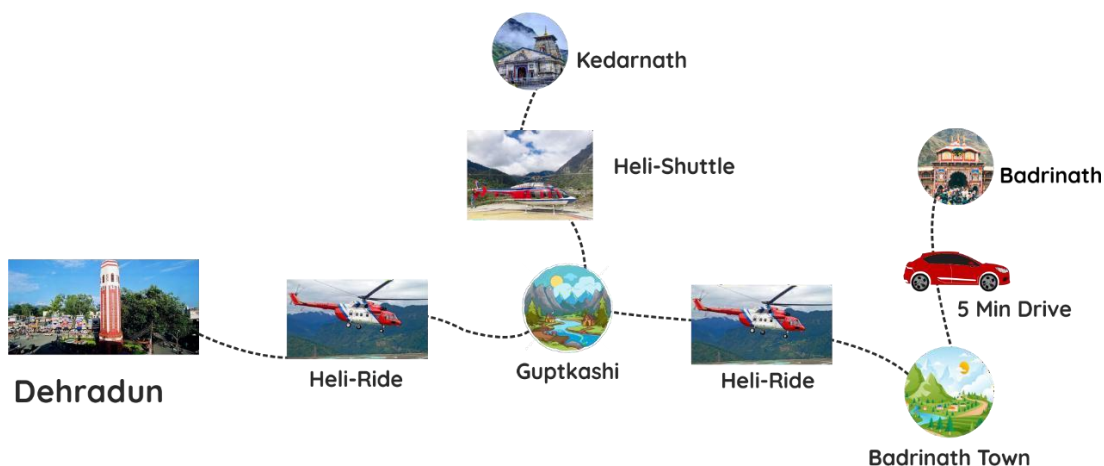 Kedarnath
Heli-Shuttle
Badrinath
5 Min Drive
Dehradun
Heli-Ride
Guptkashi
Heli-Ride
Badrinath Town